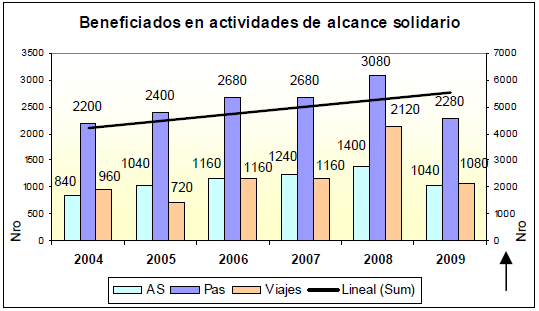 Beneficiados en actividades de alcance solidario
3500 7000
3000 6000
2500 5000
2000 4000
1500 3000
1000 2000
500 1000
0 0
Nro Nro
840 2200 960
1040 2400 720
1160 2680 1160
1240 2680 1160
1400 3080 2120
1040 2280 1080
2004 2005 2006 2007 2008 2009
AS Pas Viajes Lineal (Sum)